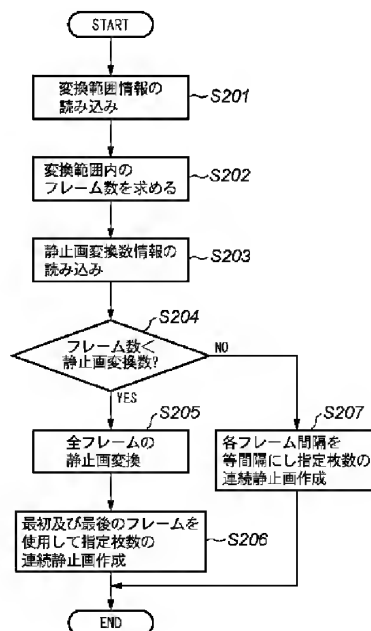 START
変換範囲情報の
読み込み
S201
変換範囲内の
フレーム数を求める
S202
静止画変換数情報の
読み込み
S203
S204
フレーム数<
静止画変換数?
NO
YES
S205
全フレームの
静止画変換
S207
各フレーム間隔を
等間隔にし指定枚数の
連続静止画作成
最初及び最後のフレームを
使用して指定枚数の
連続静止画作成
S206
END